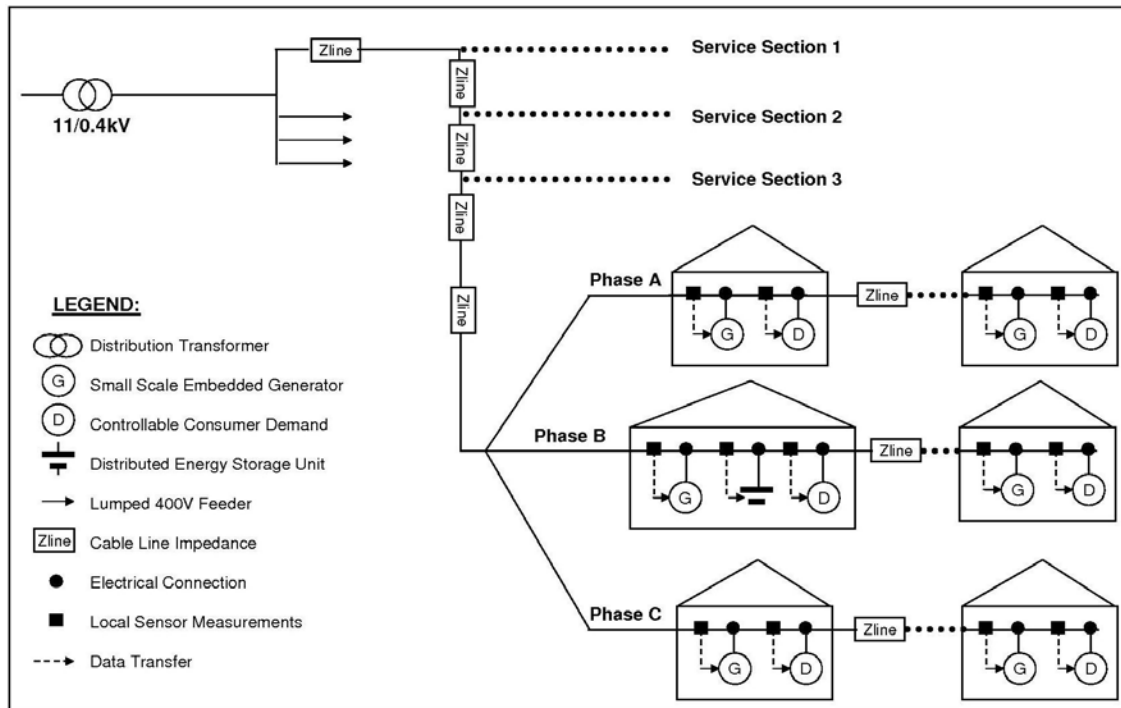 Zline
Service Section 1
Zline
11/0.4kV
Service Section 2
Zline
Service Section 3
Zline
Zline
Phase A
Zline
G
D
G
D
Phase B
Zline
G
D
G
D
Phase C
Zline
G
D
G
D
LEGEND:
Distribution Transformer
G Small Scale Embedded Generator
D Controllable Consumer Demand
Distributed Energy Storage Unit
Lumped 400V Feeder
Zline Cable Line Impedance
Electrical Connection
Local Sensor Measurements
Data Transfer